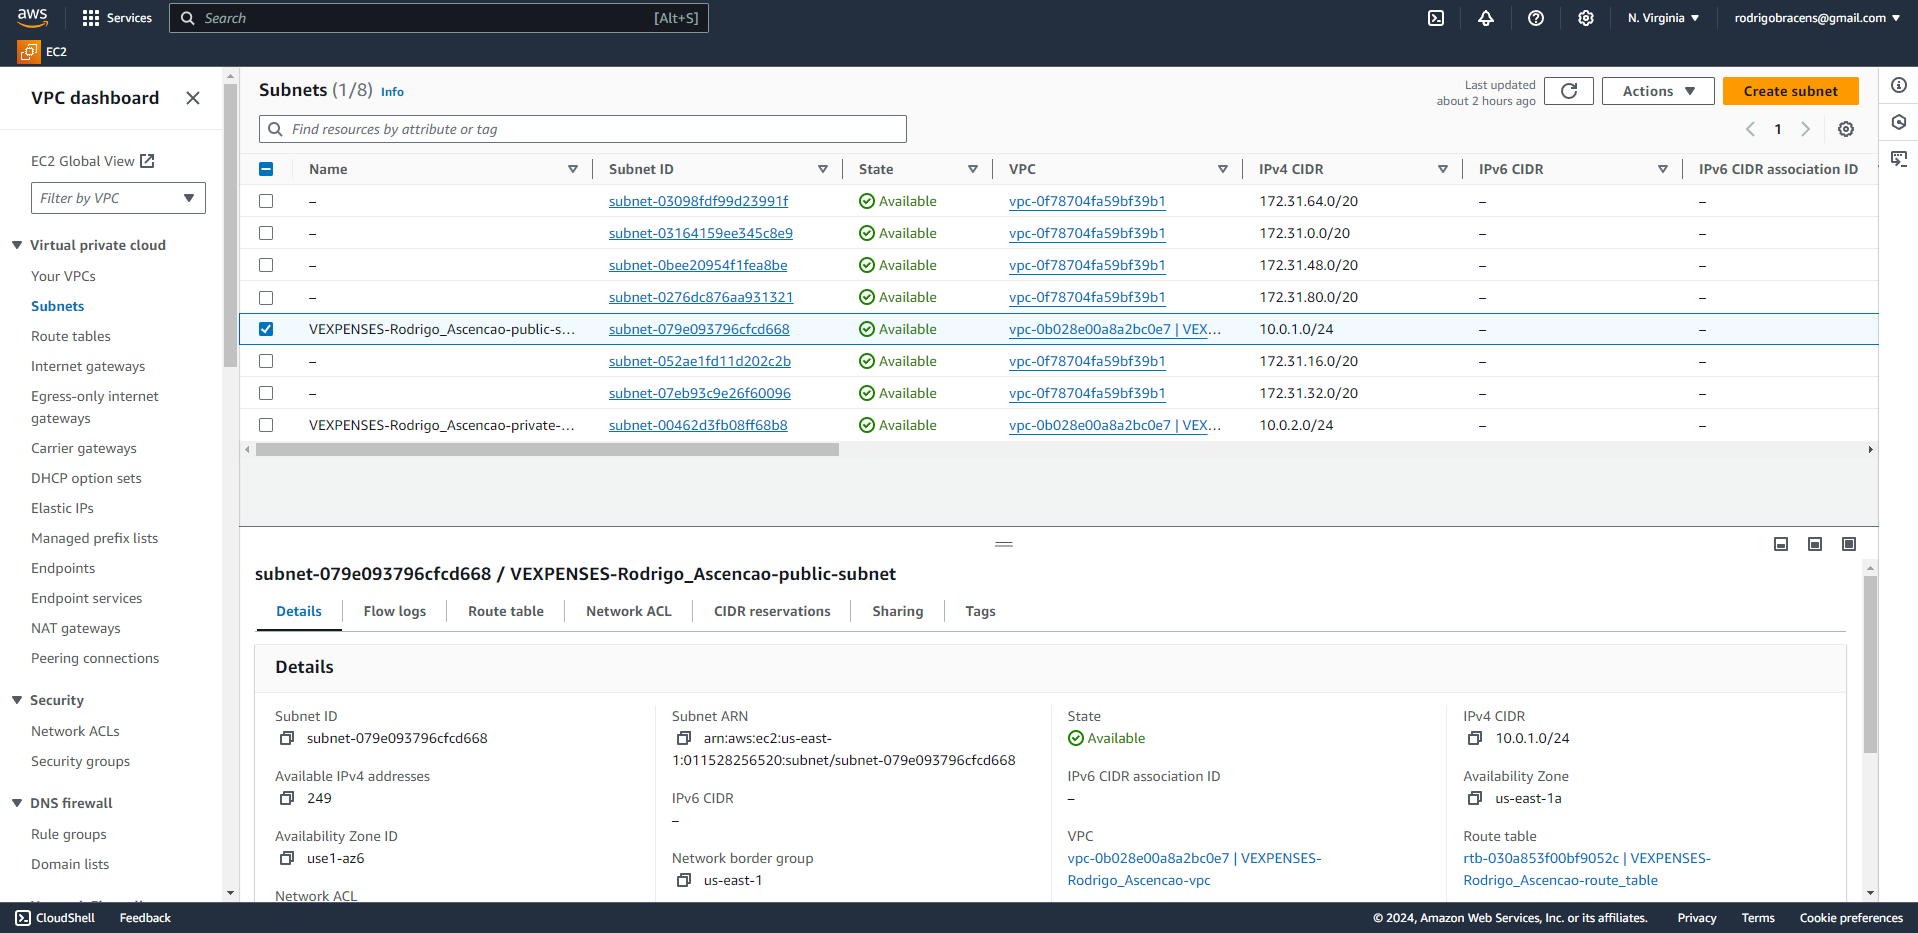 aws
Services
Search
[Alt+S]
N. Virginia
rodrigobracens@gmail.com
EC2
VPC dashboard
EC2 Global View
Filter by VPC
Virtual private cloud
Your VPCs
Subnets
Route tables
Internet gateways
Egress-only internet
gateways
Carrier gateways
DHCP option sets
Elastic IPs
Managed prefix lists
Endpoints
Endpoint services
NAT gateways
Peering connections
Security
Network ACLs
Security groups
DNS firewall
Rule groups
Domain lists
Subnets (1/8) Info
Last updated
about 2 hours ago
Actions
Create subnet
Find resources by attribute or tag
1
Name Subnet ID State VPC IPv4 CIDR IPv6 CIDR IPv6 CIDR association ID
– subnet-03098fdf99d23991f Available vpc-0f78704fa59bf39b1 172.31.64.0/20 – –
– subnet-03164159ee345c8e9 Available vpc-0f78704fa59bf39b1 172.31.0.0/20 – –
– subnet-0bee20954f1fea8be Available vpc-0f78704fa59bf39b1 172.31.48.0/20 – –
– subnet-0276dc876aa931321 Available vpc-0f78704fa59bf39b1 172.31.80.0/20 – –
VEXPENSES-Rodrigo_Ascencao-public-s... subnet-079e093796cfcd668 Available vpc-0b028e00a8a2bc0e7 | VEX... 10.0.1.0/24 – –
– subnet-052ae1fd11d202c2b Available vpc-0f78704fa59bf39b1 172.31.16.0/20 – –
– subnet-07eb93c9e26f60096 Available vpc-0f78704fa59bf39b1 172.31.32.0/20 – –
VEXPENSES-Rodrigo_Ascencao-private-... subnet-00462d3fb08ff68b8 Available vpc-0b028e00a8a2bc0e7 | VEX... 10.0.2.0/24 – –
subnet-079e093796cfcd668 / VEXPENSES-Rodrigo_Ascencao-public-subnet
Details Flow logs Route table Network ACL CIDR reservations Sharing Tags
Details
Subnet ID
subnet-079e093796cfcd668
Available IPv4 addresses
249
Availability Zone ID
use1-az6
Network ACL
Subnet ARN
arn:aws:ec2:us-east-
1:011528256520:subnet/subnet-079e093796cfcd668
IPv6 CIDR
–
Network border group
us-east-1
State
Available
IPv6 CIDR association ID
–
VPC
vpc-0b028e00a8a2bc0e7 | VEXPENSES-
Rodrigo_Ascencao-vpc
IPv4 CIDR
10.0.1.0/24
Availability Zone
us-east-1a
Route table
rtb-030a853f00bf9052c | VEXPENSES-
Rodrigo_Ascencao-route_table
CloudShell
Feedback
© 2024, Amazon Web Services, Inc. or its affiliates.
Privacy
Terms
Cookie preferences